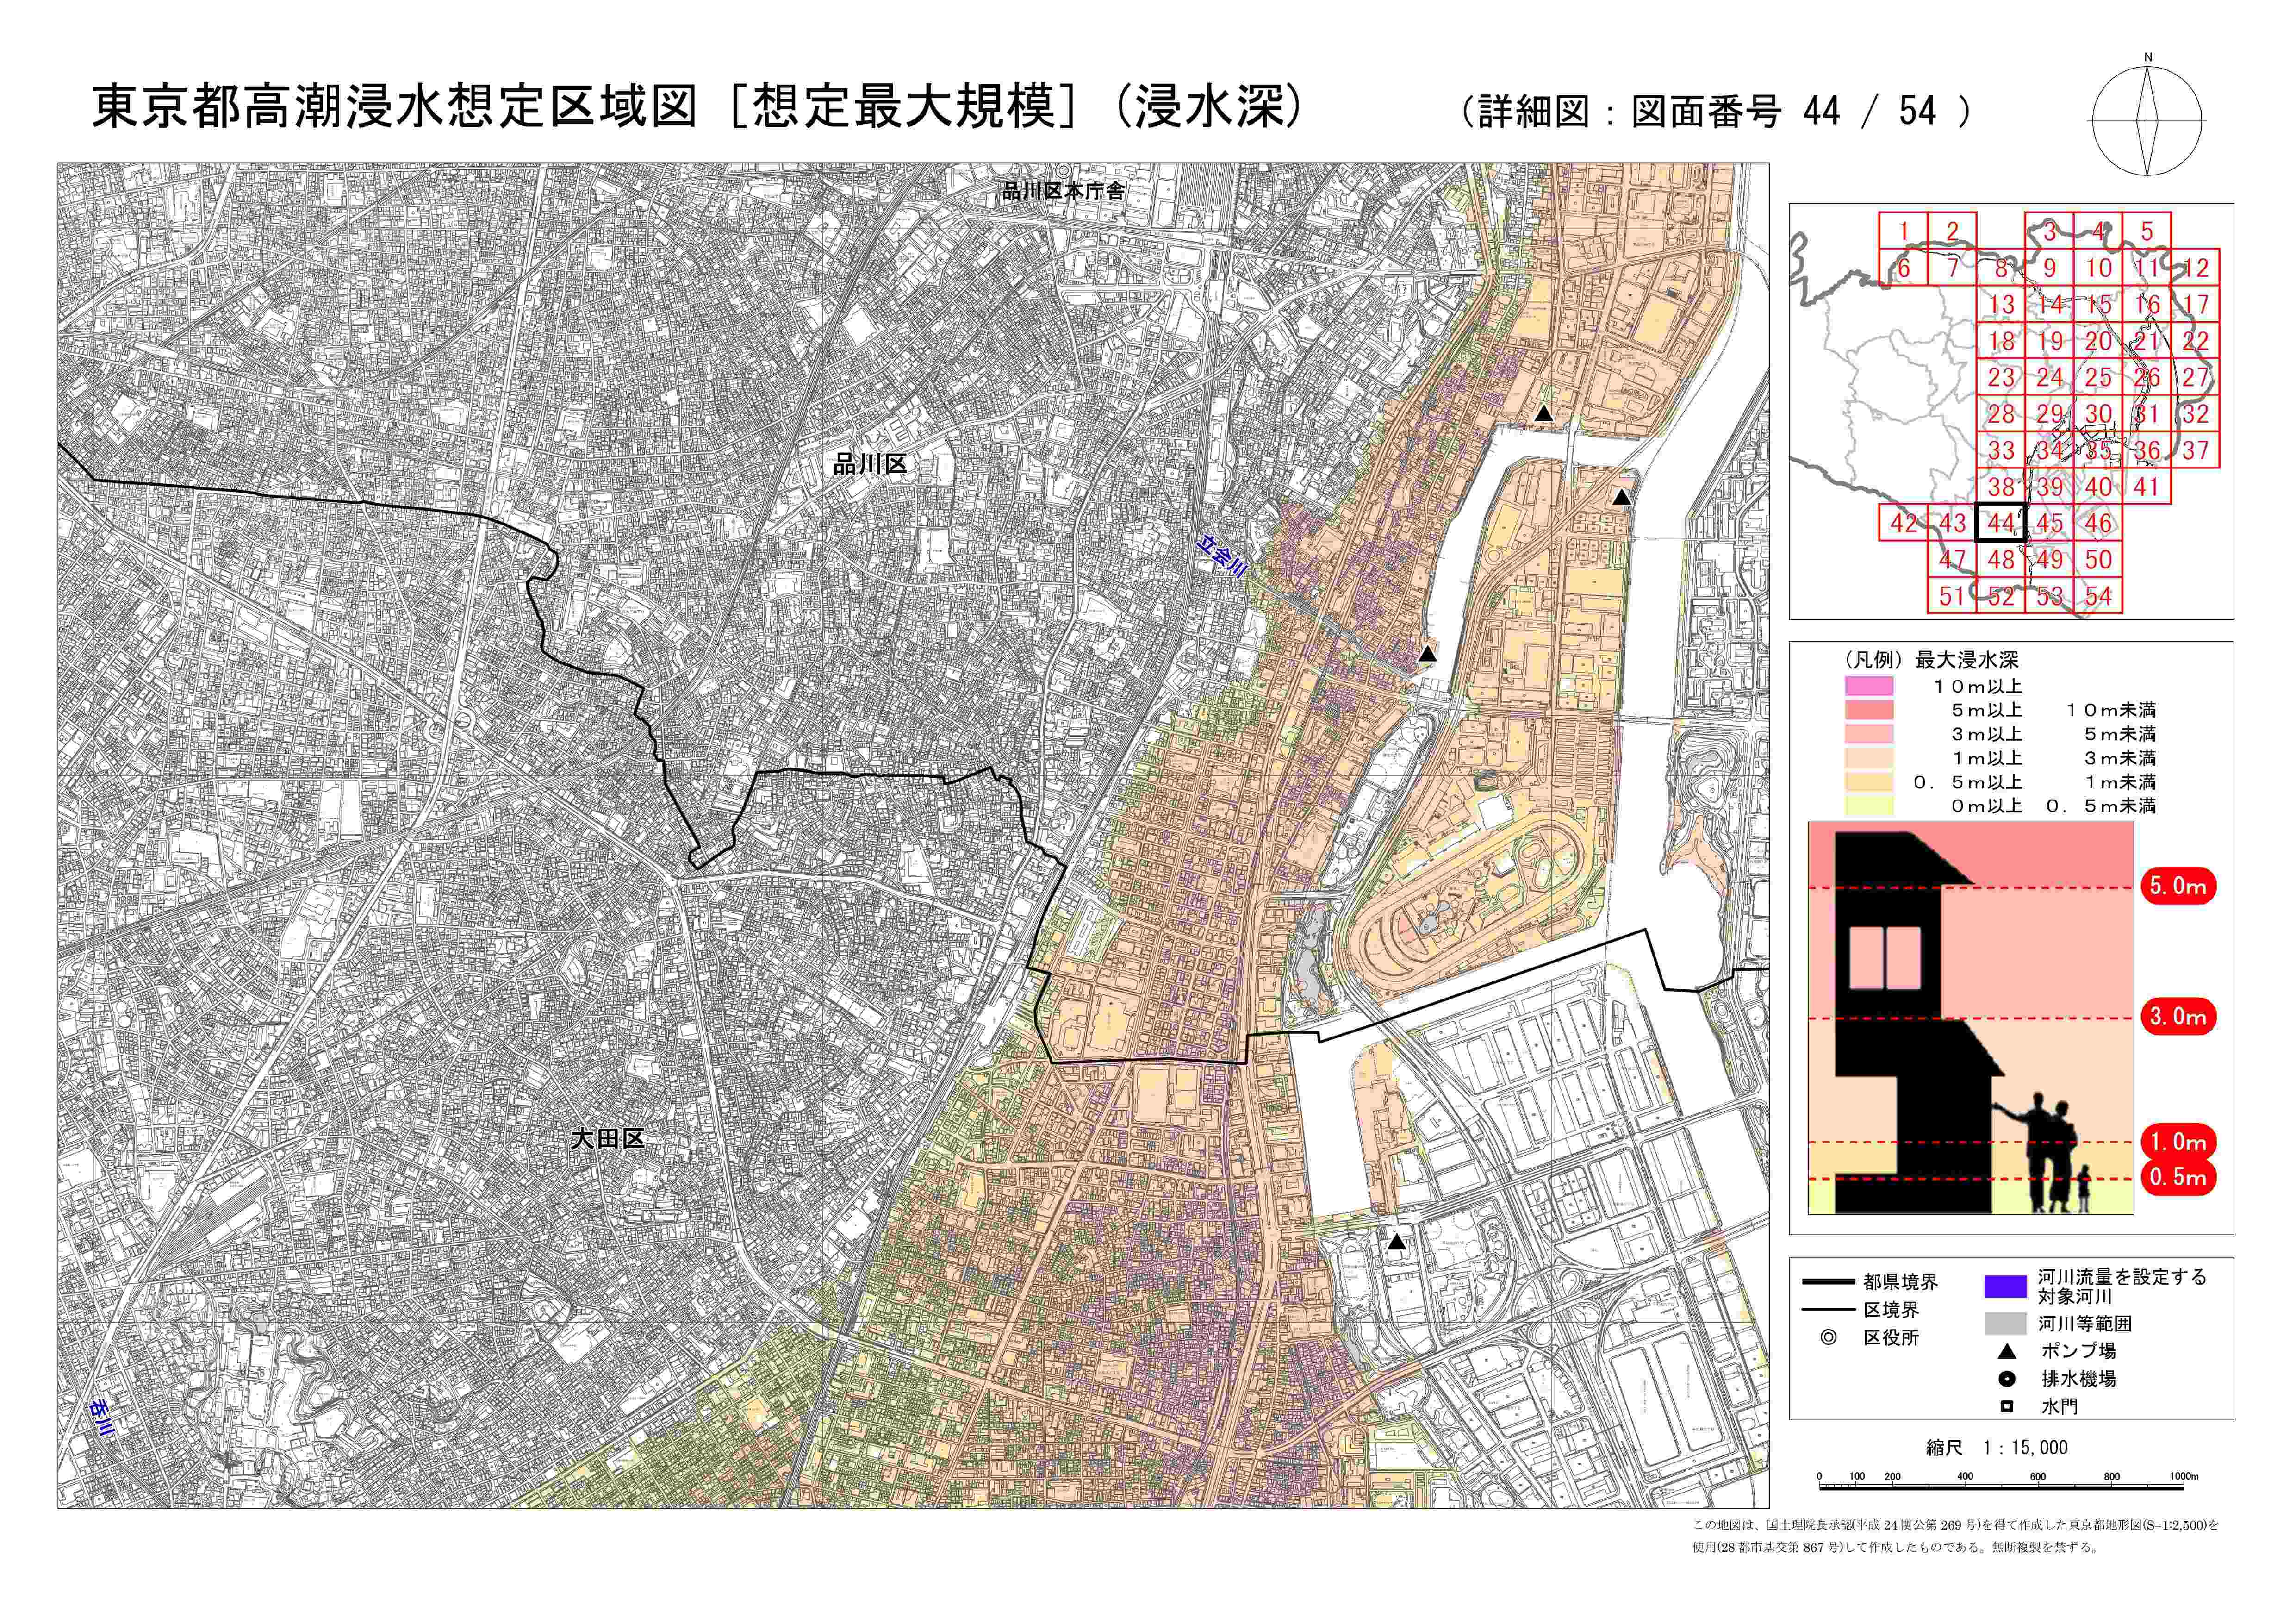 東京都高潮浸水想定区域図［想定最大規模］（浸水深）
（詳細図：図面番号 44 / 54 ）
N
品川区本庁舎
品川区
立会川
大田区
呑川
1 2 3 4 5
6 7 8 9 10 11 12
13 14 15 16 17
18 19 20 21 22
23 24 25 26 27
28 29 30 31 32
33 34 35 36 37
38 39 40 41
42 43 44 45 46
47 48 49 50
51 52 53 54
（凡例）最大浸水深
１０ｍ以上
５ｍ以上　１０ｍ未満
３ｍ以上　５ｍ未満
１ｍ以上　３ｍ未満
０．５ｍ以上　１ｍ未満
０ｍ以上　０．５ｍ未満
5.0m
3.0m
1.0m
0.5m
都県境界
区境界
区役所
河川流量を設定する
対象河川
河川等範囲
ポンプ場
排水機場
水門
縮尺　1：15,000
0 100 200 400 600 800 1000m
この地図は、国土理院長承認(平成 24 関公第 269 号)を得て作成した東京都地形図(S=1:2,500)を
使用(28 都市基交第 867 号)して作成したものである。無断複製を禁ずる。